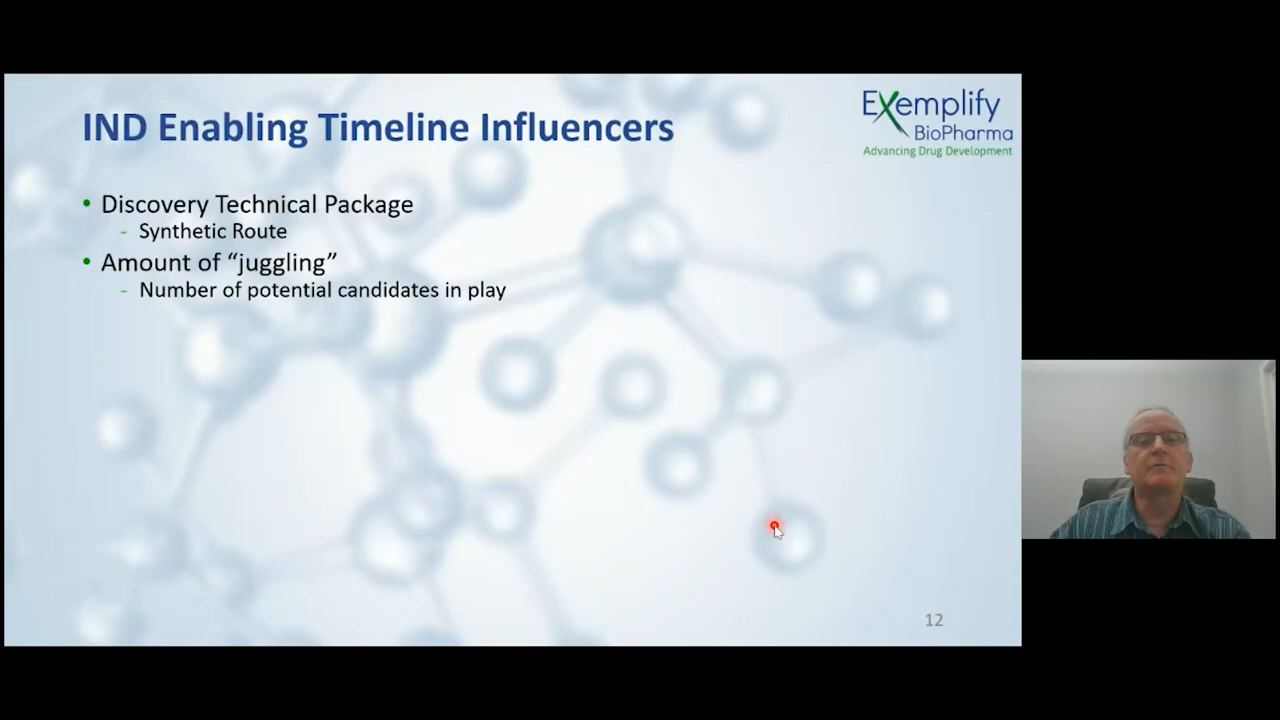 Exemplify
BioPharma
Advancing Drug Development
IND Enabling Timeline Influencers
• Discovery Technical Package
- Synthetic Route
• Amount of “juggling”
- Number of potential candidates in play
12